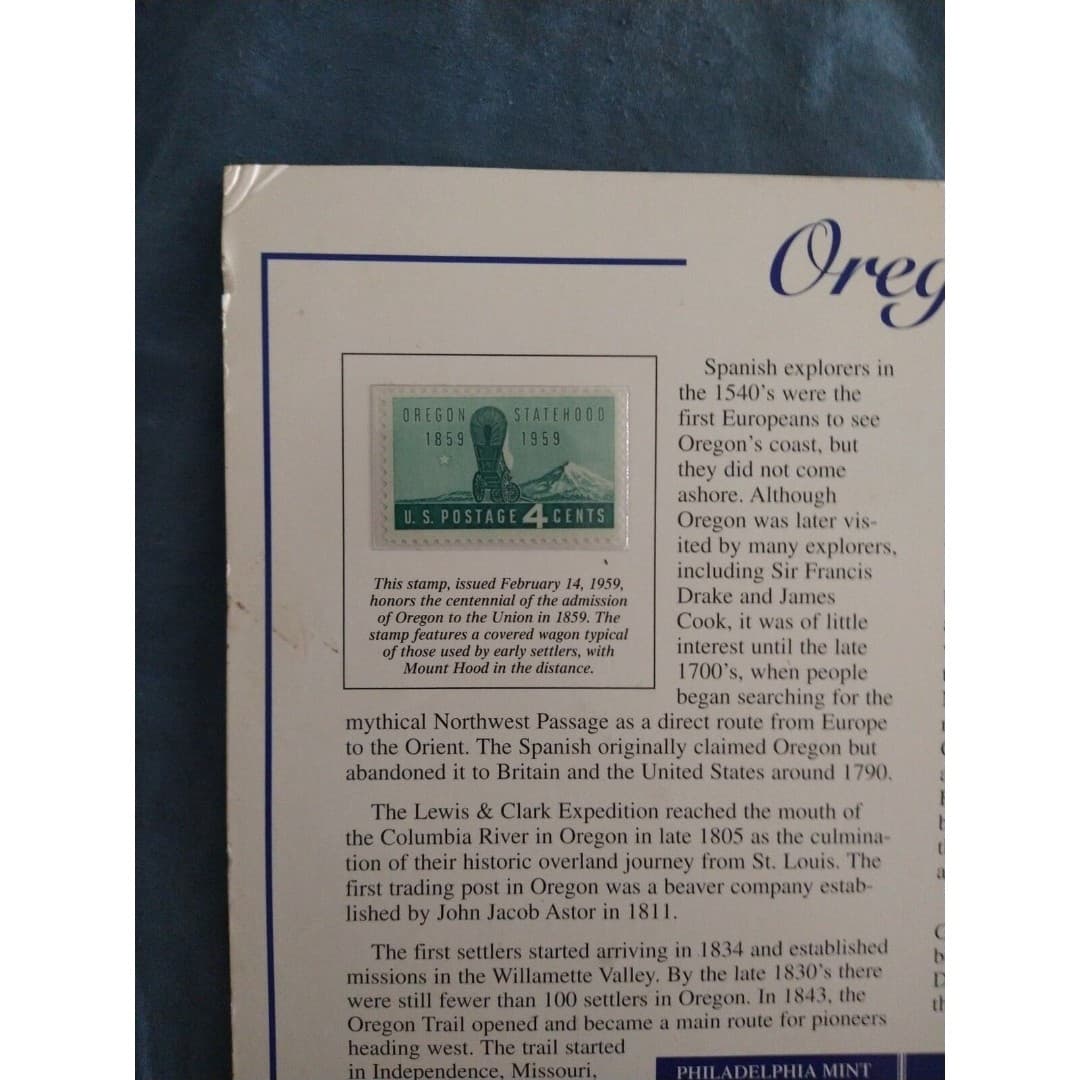 Oreg
OREGON STATEHOOD
1859 1959
U. S. POSTAGE 4 CENTS
This stamp, issued February 14, 1959,
honors the centennial of the admission
of Oregon to the Union in 1859. The
stamp features a covered wagon typical
of those used by early settlers, with
Mount Hood in the distance.
Spanish explorers in
the 1540's were the
first Europeans to see
Oregon's coast, but
they did not come
ashore. Although
Oregon was later vis-
ited by many explorers,
including Sir Francis
Drake and James
Cook, it was of little
interest until the late
1700's, when people
began searching for the
mythical Northwest Passage as a direct route from Europe
to the Orient. The Spanish originally claimed Oregon but
abandoned it to Britain and the United States around 1790.
The Lewis & Clark Expedition reached the mouth of
the Columbia River in Oregon in late 1805 as the culmina-
tion of their historic overland journey from St. Louis. The
first trading post in Oregon was a beaver company estab-
lished by John Jacob Astor in 1811.
The first settlers started arriving in 1834 and established
missions in the Willamette Valley. By the late 1830's there
were still fewer than 100 settlers in Oregon. In 1843, the
Oregon Trail opened and became a main route for pioneers
heading west. The trail started
in Independence, Missouri,
PHILADELPHIA MINT